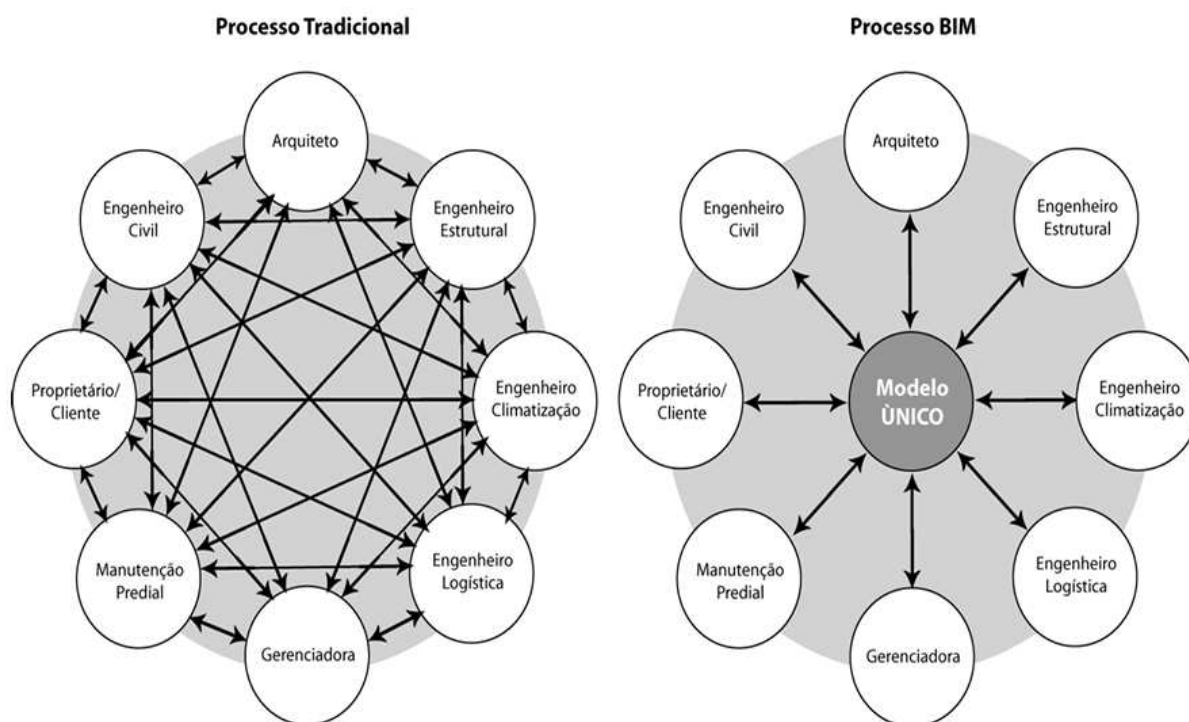 Processo Tradicional
Arquiteto
Engenheiro
Civil
Engenheiro
Estrutural
Proprietário/
Cliente
Engenheiro
Climatização
Manutenção
Predial
Engenheiro
Logística
Gerenciadora
Processo BIM
Arquiteto
Engenheiro
Civil
Engenheiro
Estrutural
Proprietário/
Cliente
Modelo
ÙNICO
Engenheiro
Climatização
Manutenção
Predial
Engenheiro
Logística
Gerenciadora